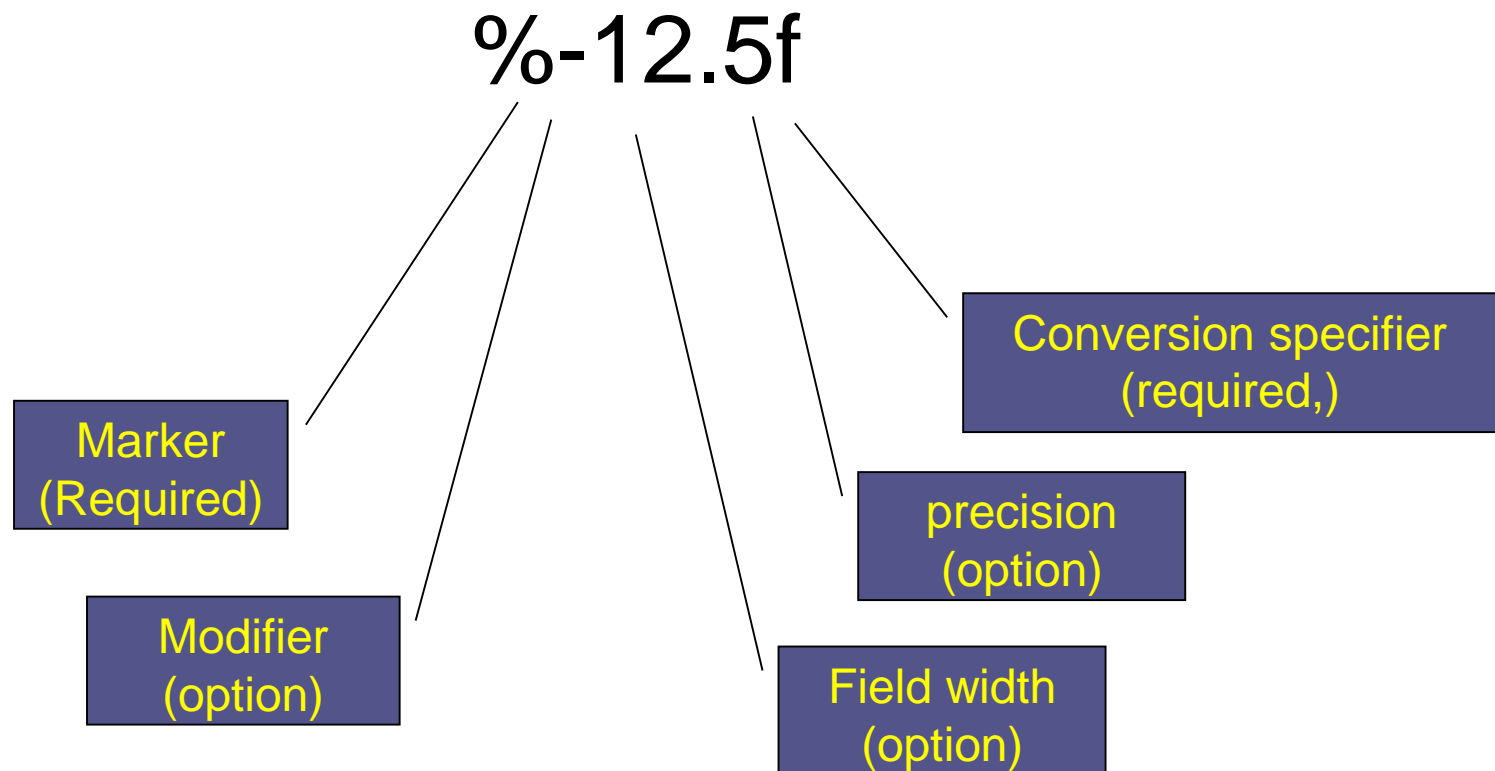 %-12.5f
Conversion specifier
(required,)
Marker
(Required)
precision
(option)
Modifier
(option)
Field width
(option)